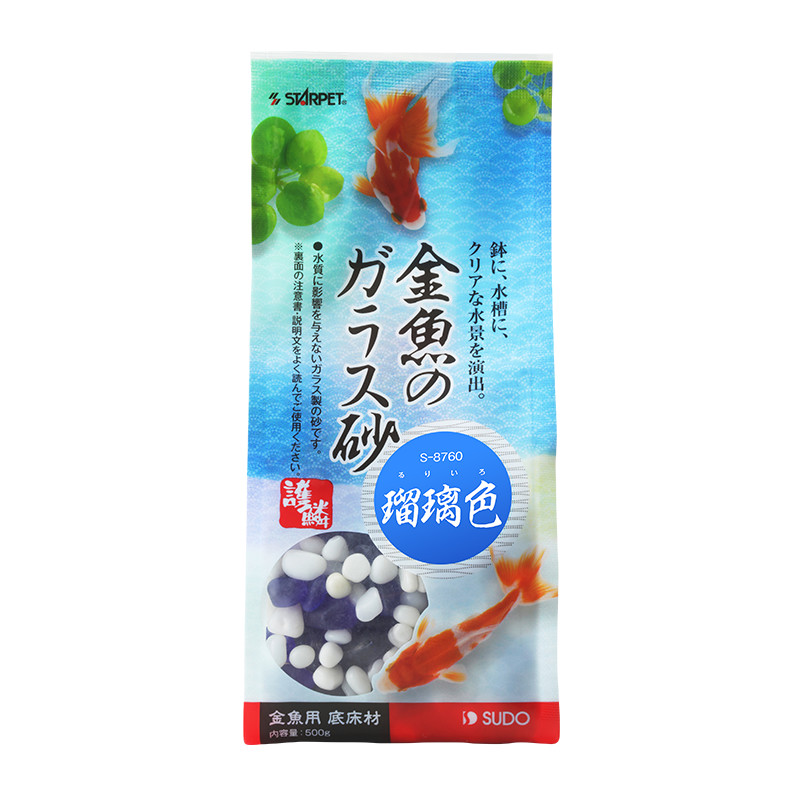 STARPET®
鉢に、水槽に、
クリアな水景を演出。
金魚の
ガラス砂
●水質に影響を与えないガラス製の砂です。
※裏面の注意書・説明文をよく読んでご使用ください。
S-8760
るりいろ
瑠璃色
護鱗
金魚用 底床材
内容量：500g
SUDO